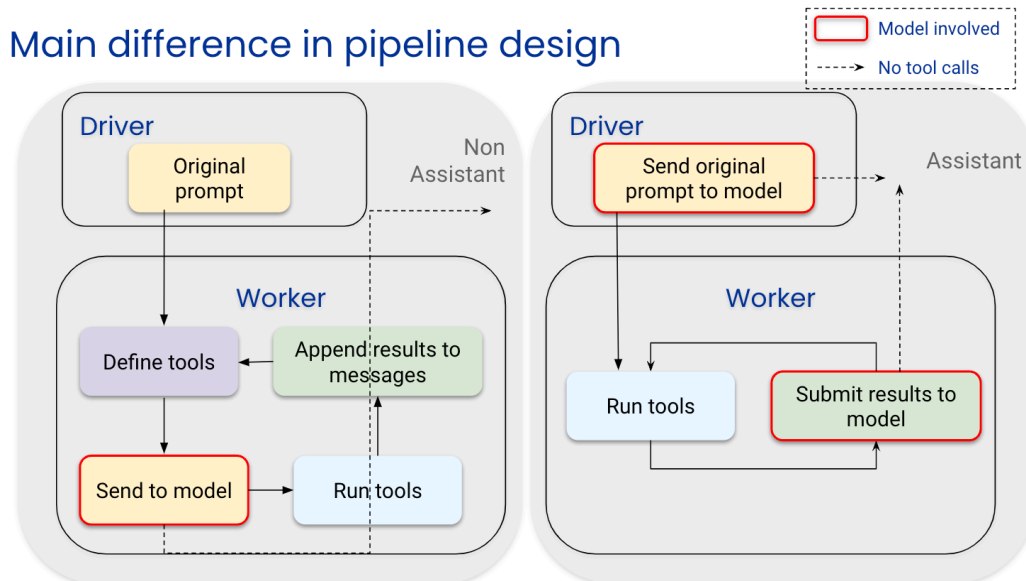 Main difference in pipeline design
Model involved
No tool calls
Driver
Original
prompt
Non
Assistant
Worker
Define tools
Append results to
messages
Send to model
Run tools
Driver
Send original
prompt to model
Assistant
Worker
Run tools
Submit results to
model